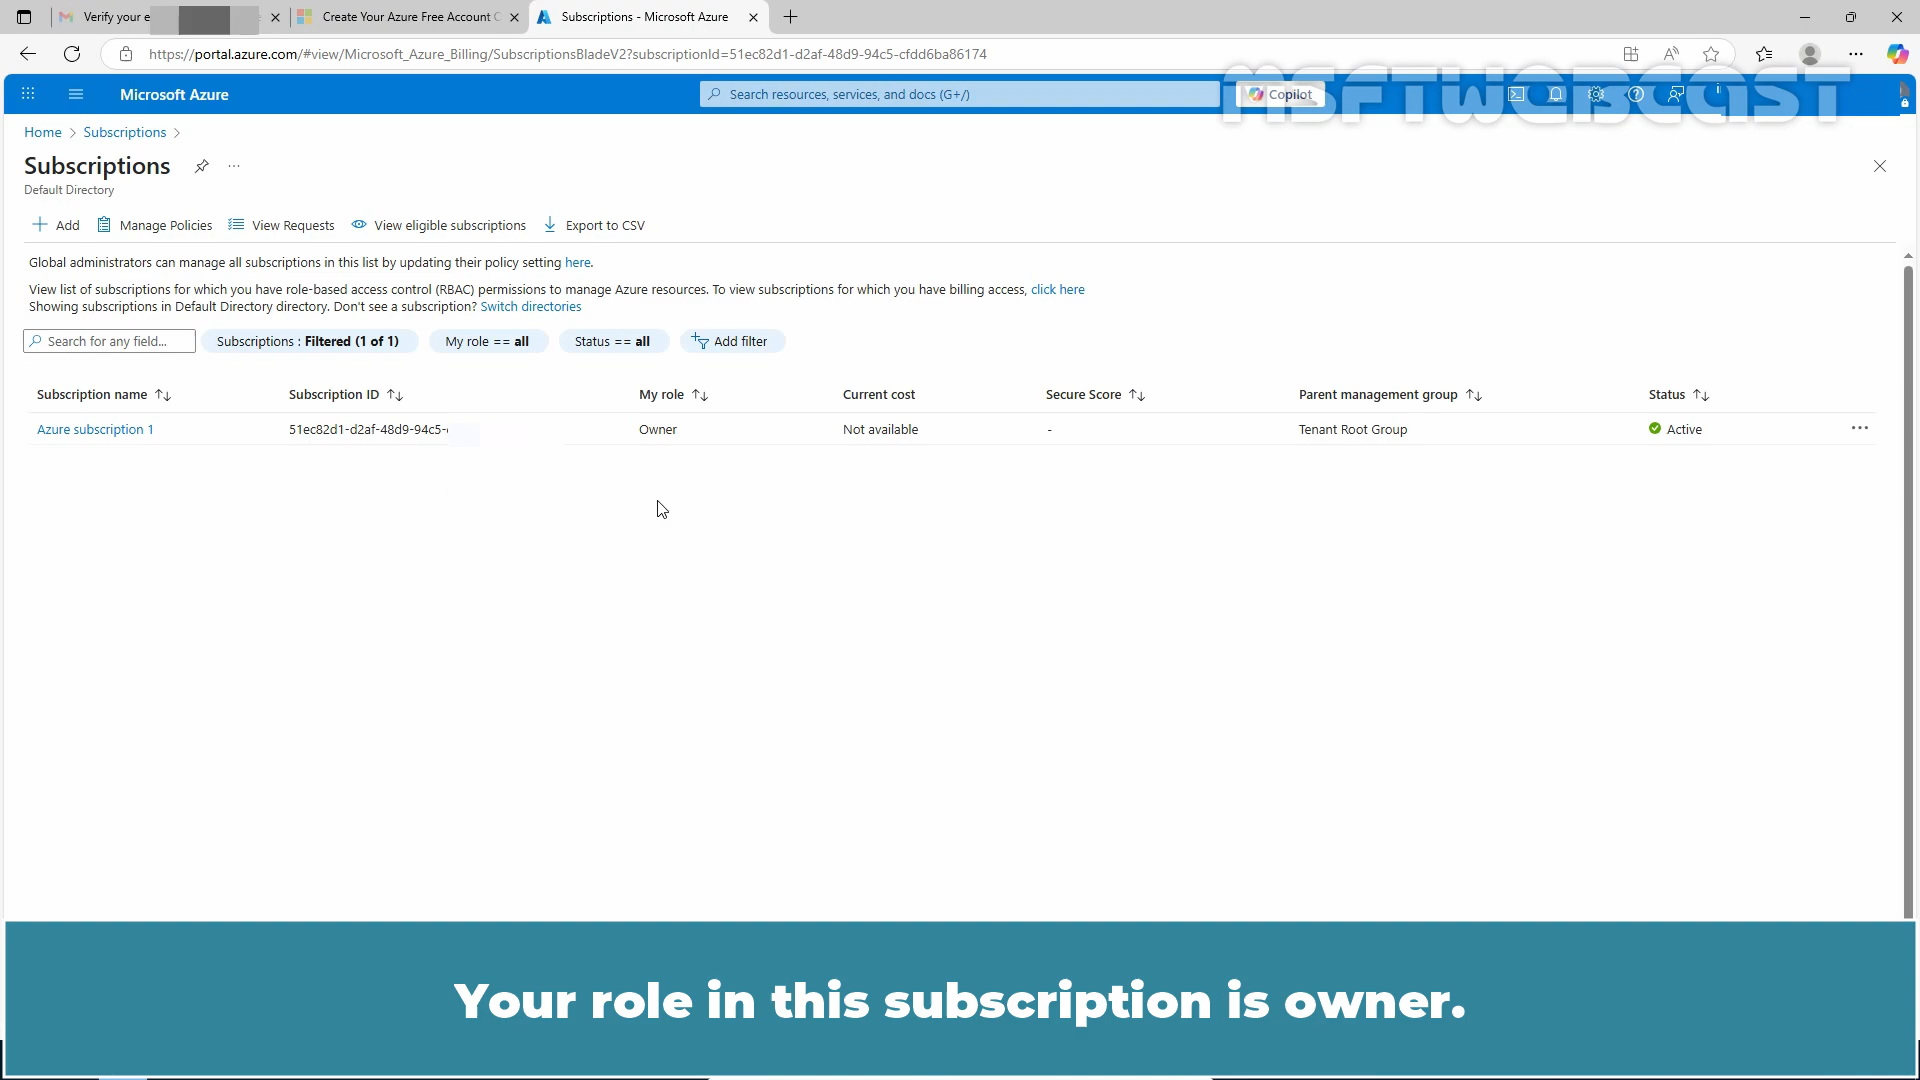 Verify your e
Create Your Azure Free Account
Subscriptions - Microsoft Azure
https://portal.azure.com/#view/Microsoft_Azure_Billing/SubscriptionsBladeV2?subscriptionId=51ec82d1-d2af-48d9-94c5-cfdd6ba86174
Microsoft Azure
Search resources, services, and docs (G+/)
Copilot
MSFTWEBCAST
Home > Subscriptions >
Subscriptions
Default Directory
Add Manage Policies View Requests View eligible subscriptions Export to CSV
Global administrators can manage all subscriptions in this list by updating their policy setting here.
View list of subscriptions for which you have role-based access control (RBAC) permissions to manage Azure resources. To view subscriptions for which you have billing access, click here
Showing subscriptions in Default Directory directory. Don't see a subscription? Switch directories
Search for any field... Subscriptions : Filtered (1 of 1) My role == all Status == all Add filter
Subscription name Subscription ID My role Current cost Secure Score Parent management group Status
Azure subscription 1 51ec82d1-d2af-48d9-94c5- Owner Not available - Tenant Root Group Active
Your role in this subscription is owner.